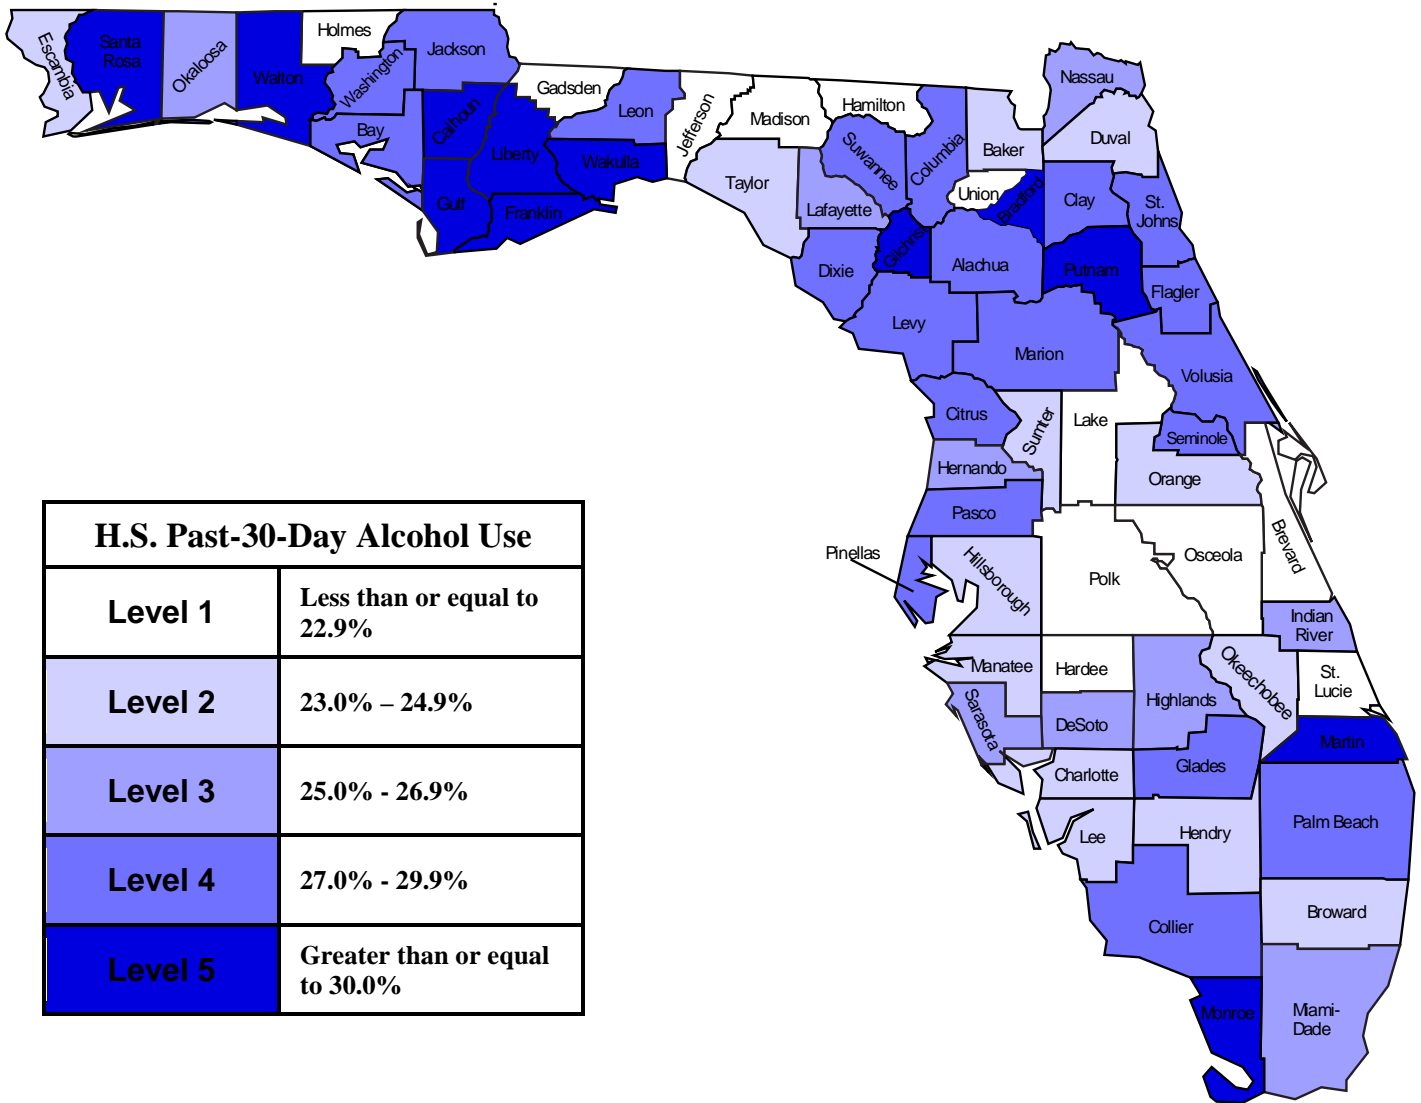 Holmes
Jackson
Escambia
Santa
Rosa
Okaloosa
Walton
Washington
Bay
Calhoun
Gulf
Liberty
Franklin
Gadsden
Leon
Wakulla
Jefferson
Madison
Taylor
Hamilton
Suwannee
Lafayette
Dixie
Columbia
Gilchrist
Baker
Union
Bradford
Alachua
Nassau
Duval
Clay
St.
Johns
Putnam
Flagler
Levy
Marion
Volusia
Citrus
Sumter
Lake
Seminole
Hernando
Orange
Pasco
Brevard
Pinellas
Hillsborough
Polk
Osceola
Indian
River
Manatee
Hardee
Highlands
Okeechobee
St.
Lucie
Sarasota
DeSoto
Martin
Charlotte
Glades
Lee
Hendry
Palm Beach
Collier
Broward
Monroe
Miami-
Dade
H.S. Past-30-Day Alcohol Use
Level 1
Less than or equal to
22.9%
Level 2
23.0% – 24.9%
Level 3
25.0% - 26.9%
Level 4
27.0% - 29.9%
Level 5
Greater than or equal
to 30.0%